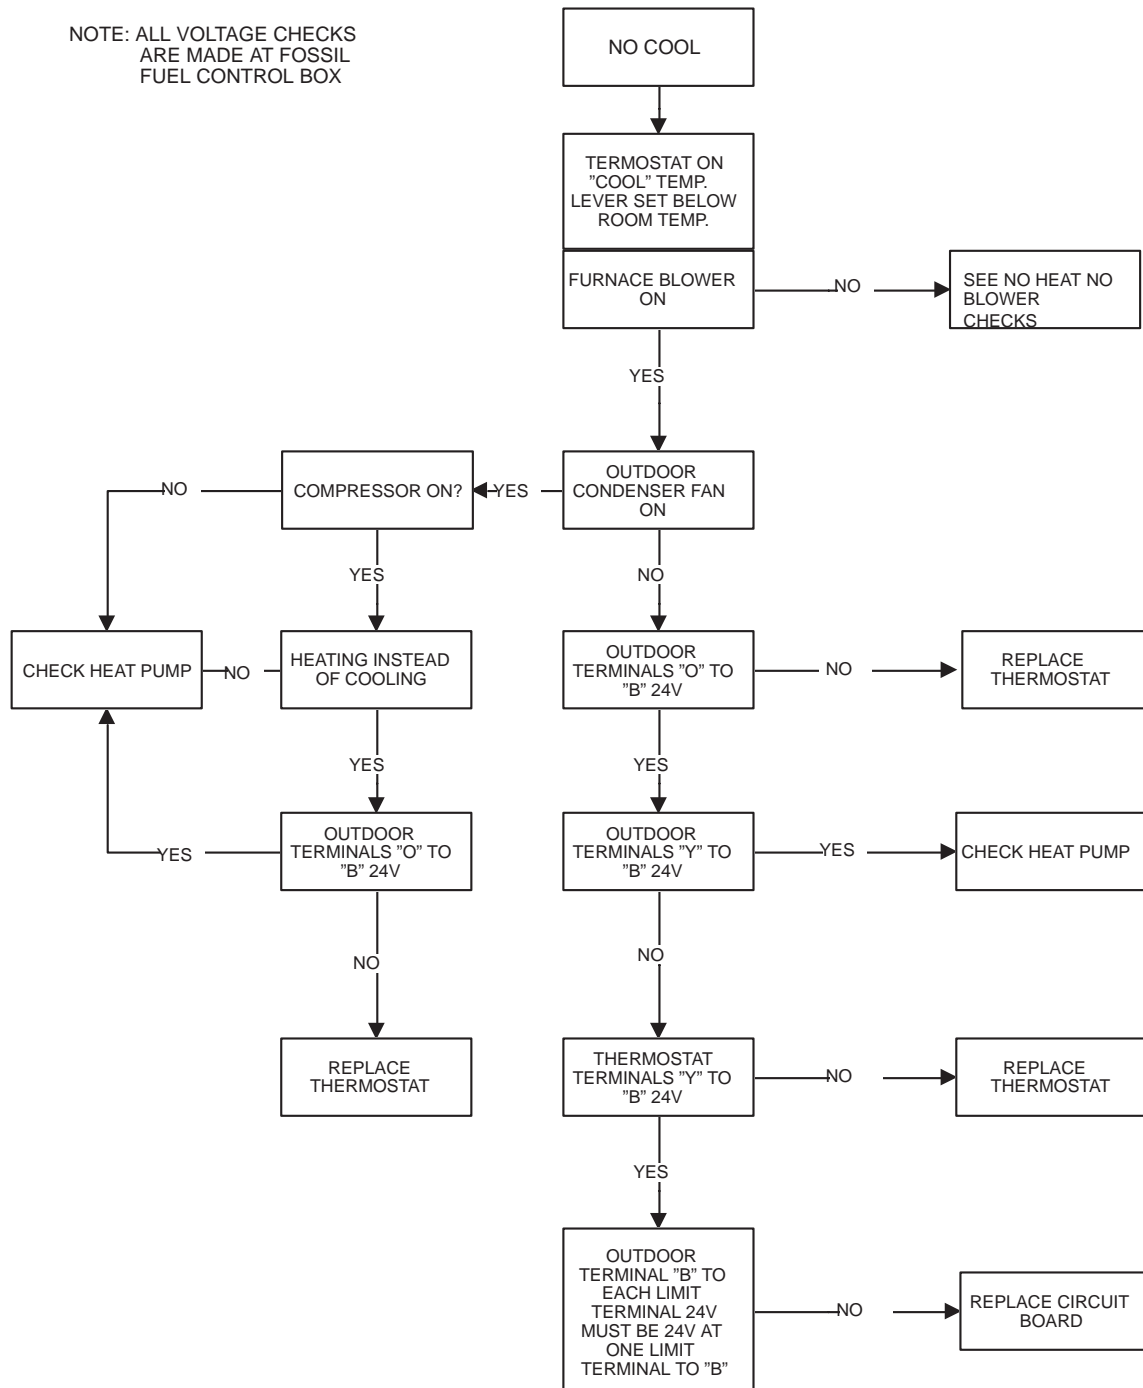 NOTE: ALL VOLTAGE CHECKS
ARE MADE AT FOSSIL
FUEL CONTROL BOX
NO COOL
TERMOSTAT ON
”COOL” TEMP.
LEVER SET BELOW
ROOM TEMP.
FURNACE BLOWER
ON
NO
SEE NO HEAT NO
BLOWER
CHECKS
YES
OUTDOOR
CONDENSER FAN
ON
YES
COMPRESSOR ON?
NO
YES
NO
CHECK HEAT PUMP
NO
HEATING INSTEAD
OF COOLING
OUTDOOR
TERMINALS ”O” TO
”B” 24V
NO
REPLACE
THERMOSTAT
YES
YES
OUTDOOR
TERMINALS ”O” TO
”B” 24V
YES
OUTDOOR
TERMINALS ”Y” TO
”B” 24V
YES
CHECK HEAT PUMP
NO
NO
REPLACE
THERMOSTAT
THERMOSTAT
TERMINALS ”Y” TO
”B” 24V
NO
REPLACE
THERMOSTAT
YES
OUTDOOR
TERMINAL ”B” TO
EACH LIMIT
TERMINAL 24V
MUST BE 24V AT
ONE LIMIT
TERMINAL TO ”B”
NO
REPLACE CIRCUIT
BOARD